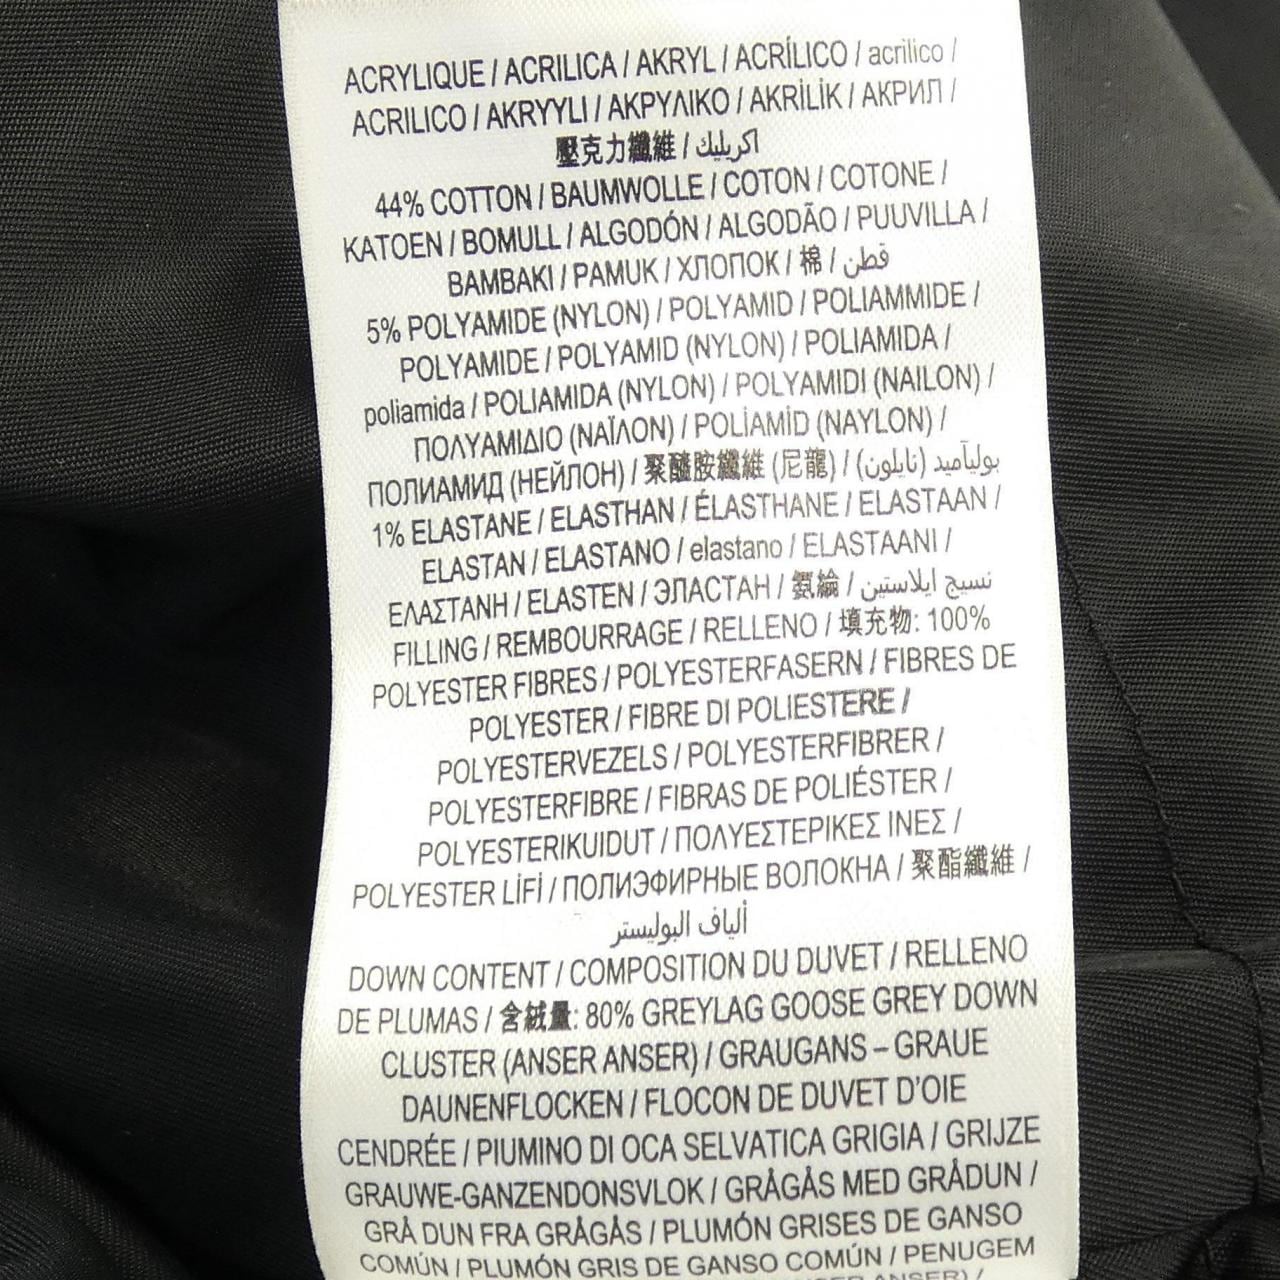 ACRYLIQUE / ACRILICA / AKRYL / ACRÍLICO / acrilico /
ACRILICO / AKRYYLI / ΑΚΡΥΛΙΚΟ / AKRİLİK / АКРИЛ /
壓克力纖維 / اكريليك
44% COTTON / BAUMWOLLE / COTON / COTONE /
KATOEN / BOMULL / ALGODÓN / ALGODÃO / PUUVILLA /
BAMBAKI / PAMUK / ХЛОПОК / 棉 / قطن
5% POLYAMIDE (NYLON) / POLYAMID / POLIAMMIDE /
POLYAMIDE / POLYAMID (NYLON) / POLIAMIDA /
poliamida / POLIAMIDA (NYLON) / POLYAMIDI (NAILON) /
ΠΟΛΥΑΜΙΔΙΟ (ΝΑΪΛΟΝ) / POLİAMİD (NAYLON) /
ПОЛИАМИД (НЕЙЛОН) / 聚醯胺纖維 (尼龍) / بوليآميد (نايلون)
1% ELASTANE / ELASTHAN / ÉLASTHANE / ELASTAAN /
ELASTAN / ELASTANO / elastano / ELASTAANI /
ΕΛΑΣΤΑΝΗ / ELASTEN / ЭЛАСТАН / 氨綸 / نسيج ايلاستين
FILLING / REMBOURRAGE / RELLENO / 填充物: 100%
POLYESTER FIBRES / POLYESTERFASERN / FIBRES DE
POLYESTER / FIBRE DI POLIESTERE /
POLYESTERVEZELS / POLYESTERFIBRER /
POLYESTERFIBRE / FIBRAS DE POLIÉSTER /
POLYESTERIKUIDUT / ΠΟΛΥΕΣΤΕΡΙΚΕΣ ΙΝΕΣ /
POLYESTER LİFİ / ПОЛИЭФИРНЫЕ ВОЛОКНА / 聚酯纖維 /
ألياف البوليستر
DOWN CONTENT / COMPOSITION DU DUVET / RELLENO
DE PLUMAS / 含絨量: 80% GREYLAG GOOSE GREY DOWN
CLUSTER (ANSER ANSER) / GRAUGANS – GRAUE
DAUNENFLOCKEN / FLOCON DE DUVET D'OIE
CENDRÉE / PIUMINO DI OCA SELVATICA GRIGIA / GRIJZE
GRAUWE-GANZENDONSVLOK / GRÅGÅS MED GRÅDUN /
GRÅ DUN FRA GRÅGÅS / PLUMÓN GRISES DE GANSO
COMÚN / PLUMÓN GRIS DE GANSO COMÚN / PENUGEM
ANSER) /